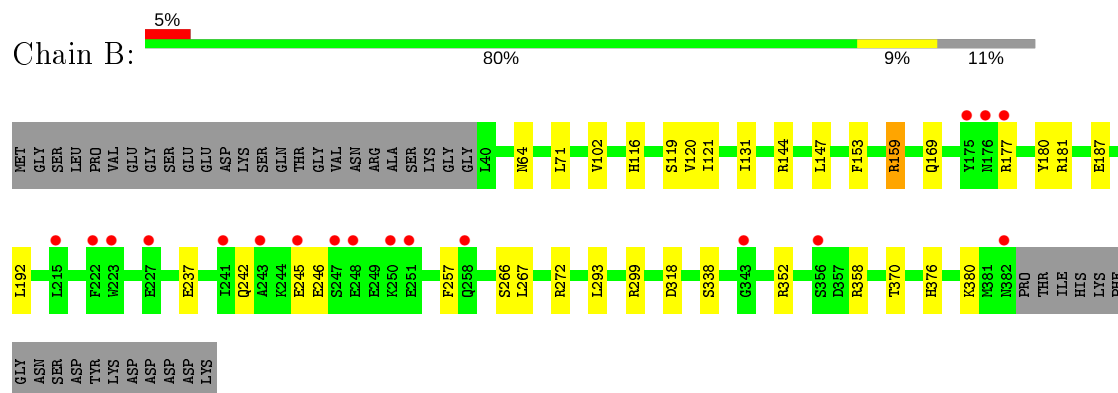 5%
Chain B:
80% 9% 11%
MET GLY SER LEU PRO VAL GLU GLY SER GLU GLU ASP LYS SER GLN THR GLY VAL ASN ARG ALA SER LYS GLY GLY L40 N64 L71 V102 H116 S119 V120 I121 I131 R144 L147 F153 R159 Q169 Y175 N176 R177 Y180 R181 E187
L192 L215 F222 W223 E227 E237 I241 Q242 A243 K244 E245 E246 S247 E248 E249 K250 E251 F257 Q258 S266 L267 R272 L293 R299 D318 S338 G343 R352 S356 D357 R358 T370 H376 K380 M381 N382 PRO THR ILE HIS LYS PHE
GLY ASN SER ASP TYR LYS ASP ASP ASP ASP LYS